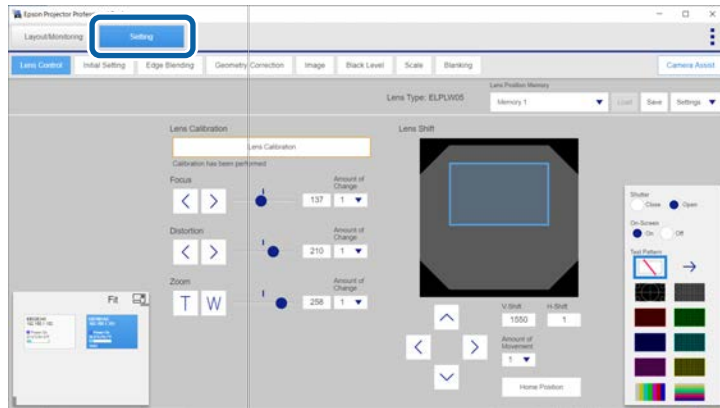 Epson Projector
Layout/Monitoring
Setting
Lens Control
Initial Setting
Edge Blending
Geometry Correction
Image
Black Level
Scale
Blanking
Camera Assist
Lens Type: ELPLW05
Lens Position Memory
Memory 1
Load
Save
Settings
Lens Calibration
Lens Calibration
Calibration has been performed
Focus
Amount of
Change
137
1
Distortion
Amount of
Change
210
1
Zoom
Amount of
Change
T
W
258
1
Lens Shift
V-Shift
H-Shift
1550
1
Amount of
Movement
1
Home Position
Shutter
Close
Open
On-Screen
On
Off
Test Pattern
Fit